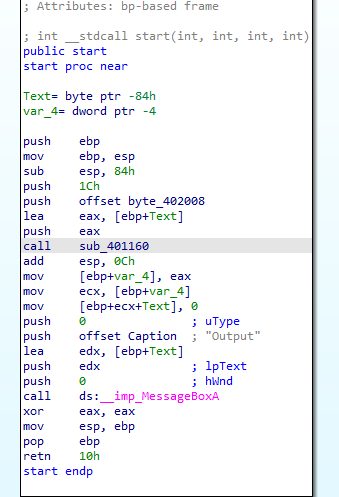 ; Attributes: bp-based frame
; int __stdcall start(int, int, int, int)
public start
start proc near
Text= byte ptr -84h
var_4= dword ptr -4
push ebp
mov ebp, esp
sub esp, 84h
push 1Ch
push offset byte_402008
lea eax, [ebp+Text]
push eax
call sub_401160
add esp, 0Ch
mov [ebp+var_4], eax
mov ecx, [ebp+var_4]
mov [ebp+ecx+Text], 0
push 0 ; uType
push offset Caption ; "Output"
lea edx, [ebp+Text]
push edx ; lpText
push 0 ; hWnd
call ds:__imp_MessageBoxA
xor eax, eax
mov esp, ebp
pop ebp
retn 10h
start endp